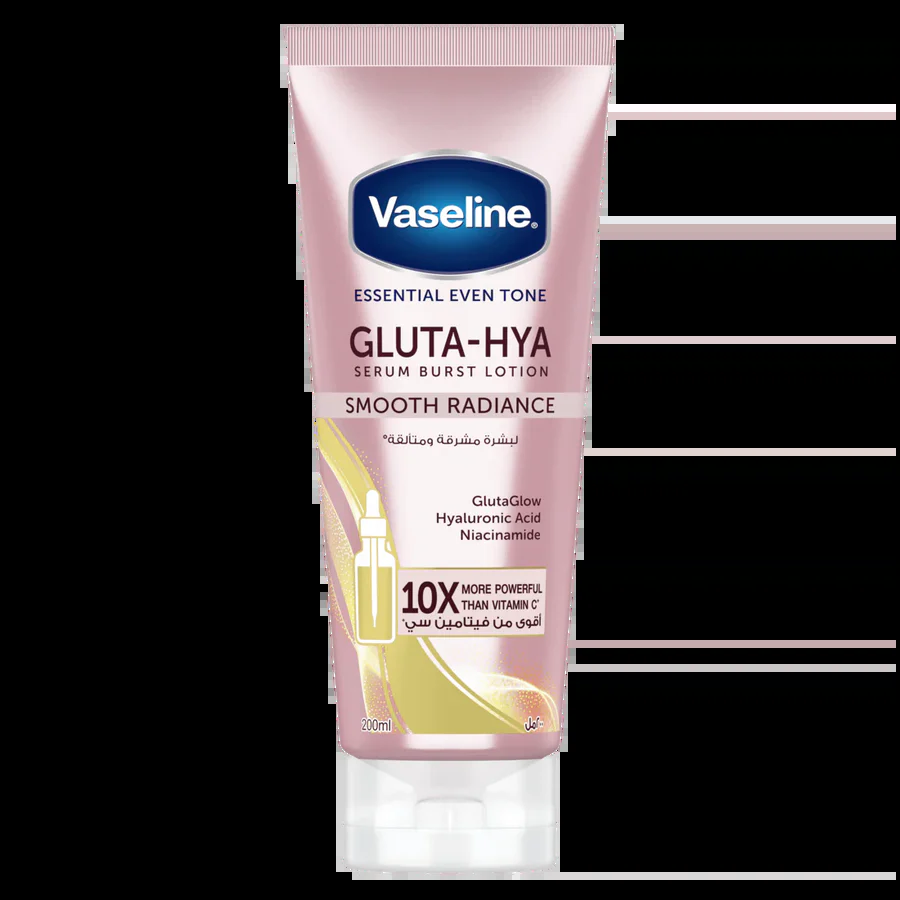 Vaseline®
ESSENTIAL EVEN TONE
GLUTA-HYA
SERUM BURST LOTION
SMOOTH RADIANCE
لبشرة مشرقة ومتألقة°
GlutaGlow
Hyaluronic Acid
Niacinamide
10X MORE POWERFUL
THAN VITAMIN C*
أقوى من فيتامين سي*
200ml
٢٠٠مل